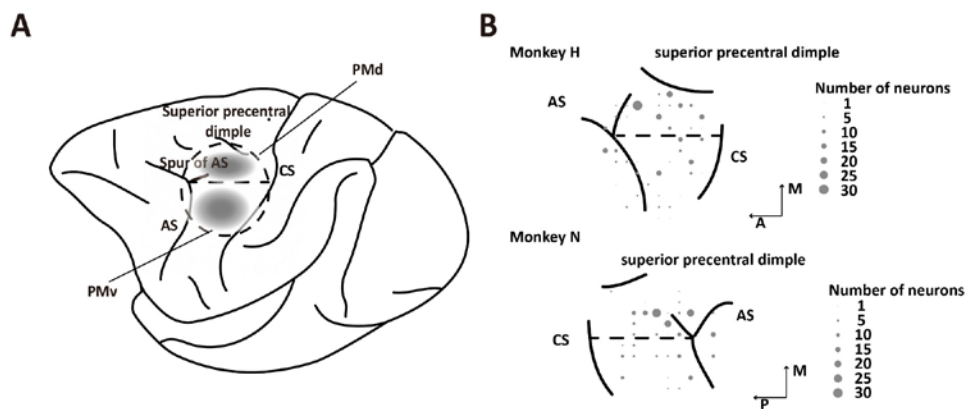 A
PMd
Superior precentral
dimple
Spur of AS
CS
AS
PMv
B
Monkey H
superior precentral dimple
AS
CS
Number of neurons
1
5
10
15
20
25
30
M
A
Monkey N
superior precentral dimple
AS
CS
Number of neurons
1
5
10
15
20
25
30
M
P